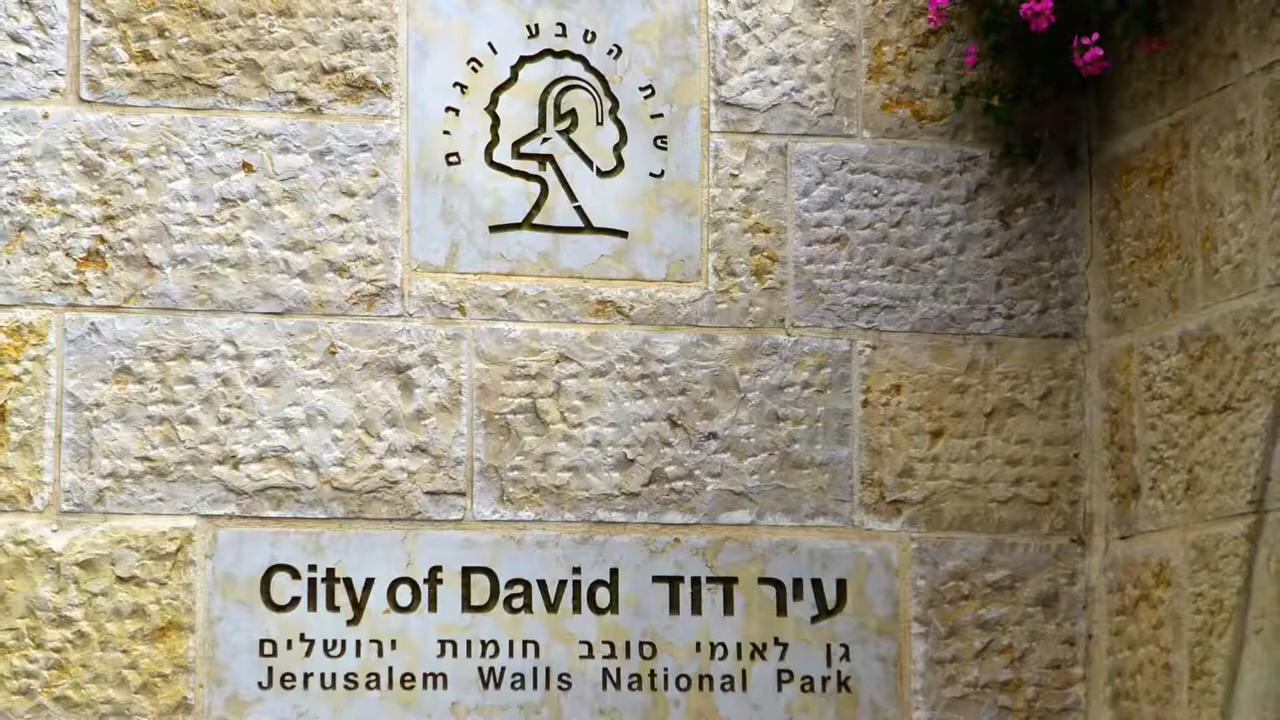 רשות הטבע והגנים
City of David עיר דוד
גן לאומי סובב חומות ירושלים
Jerusalem Walls National Park